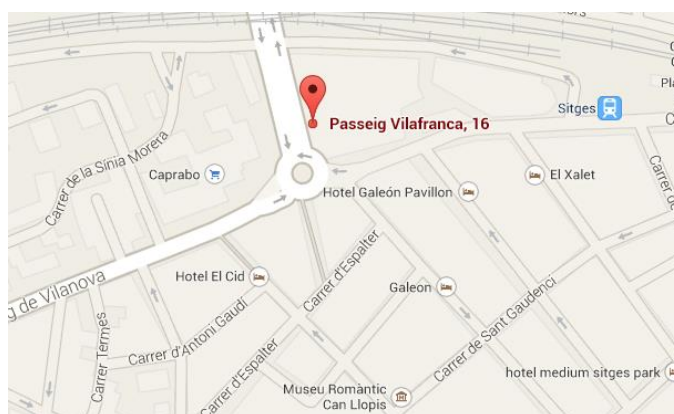 Sitges
Passeig Vilafranca, 16
Carrer de la Sínia Morera
Caprabo
El Xalet
Hotel Galeón Pavillon
Hotel El Cid
Carrer d'Espalter
Galeon
g de Vilanova
Carrer Termes
Carrer d'Antoni Gaudí
Carrer d'Espalter
Carrer de Sant Gaudenci
hotel medium sitges park
Museu Romàntic
Can Llopis